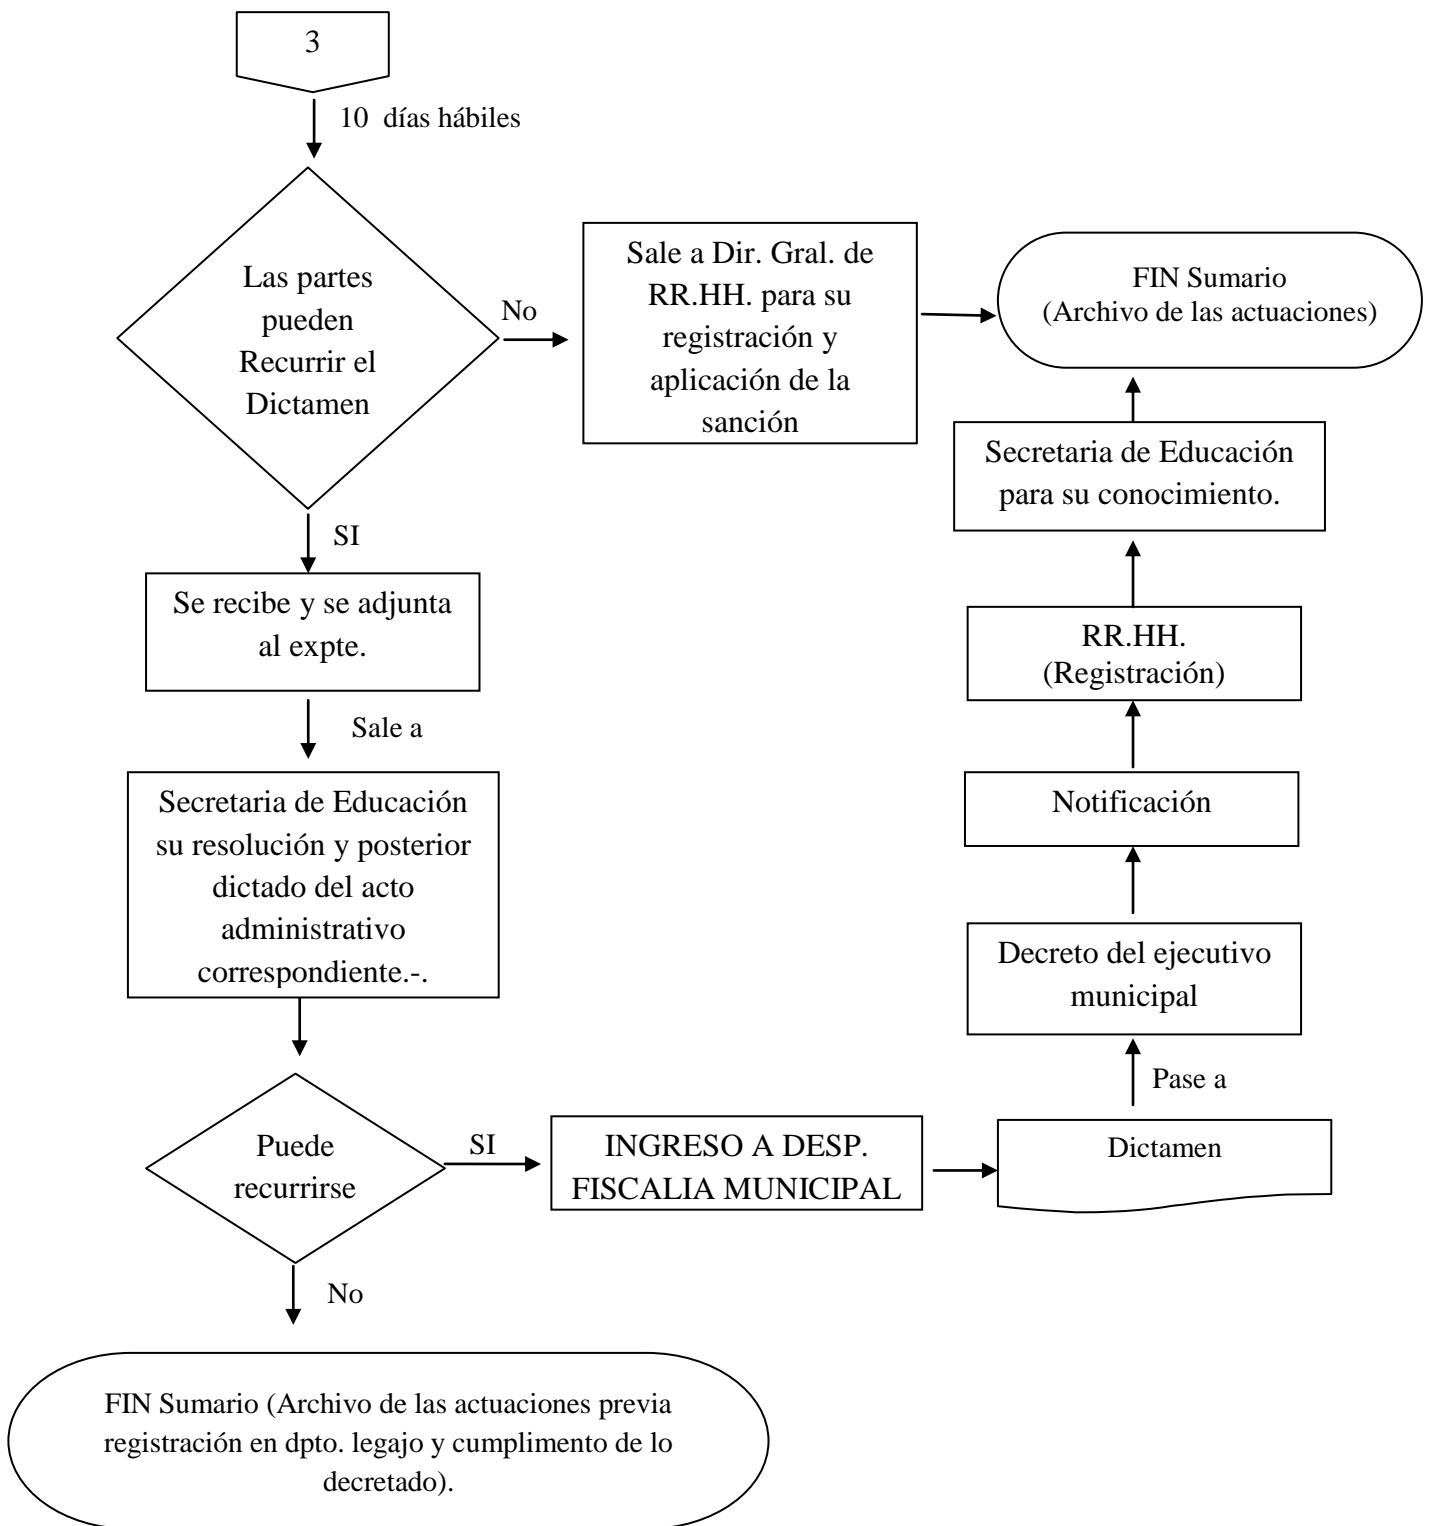 3
10 días hábiles
Las partes
pueden
Recurrir el
Dictamen
No
Sale a Dir. Gral. de
RR.HH. para su
registración y
aplicación de la
sanción
FIN Sumario
(Archivo de las actuaciones)
Secretaria de Educación
para su conocimiento.
SI
Se recibe y se adjunta
al expte.
RR.HH.
(Registración)
Sale a
Secretaria de Educación
su resolución y posterior
dictado del acto
administrativo
correspondiente.-.
Notificación
Decreto del ejecutivo
municipal
Pase a
Puede
recurrirse
SI
INGRESO A DESP.
FISCALIA MUNICIPAL
Dictamen
No
FIN Sumario (Archivo de las actuaciones previa
registración en dpto. legajo y cumplimento de lo
decretado).